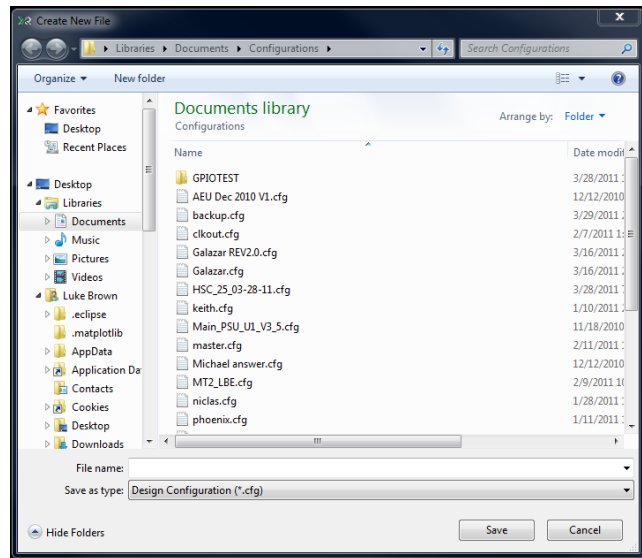 Create New File
x
Libraries Documents Configurations
Search Configurations
Organize New folder
Favorites
Desktop
Recent Places
Desktop
Libraries
Documents
Music
Pictures
Videos
Luke Brown
.eclipse
.matplotlib
AppData
Application Da
Contacts
Cookies
Desktop
Downloads
Documents library
Configurations
Arrange by: Folder
Name Date modif
GPIOTEST 3/28/2011
AEU Dec 2010 V1.cfg 12/12/2010
backup.cfg 3/29/2011
clkout.cfg 2/7/2011 1:
Galazar REV2.0.cfg 3/16/2011
Galazar.cfg 3/16/2011
HSC_25_03-28-11.cfg 3/28/2011
keith.cfg 1/10/2011
Main_PSU_U1_V3_5.cfg 11/18/2010
master.cfg 2/11/2011
Michael answer.cfg 12/12/2010
MT2_LBE.cfg 2/9/2011 10
niclas.cfg 1/28/2011
phoenix.cfg 1/11/2011
File name:
Save as type: Design Configuration (*.cfg)
Hide Folders
Save
Cancel